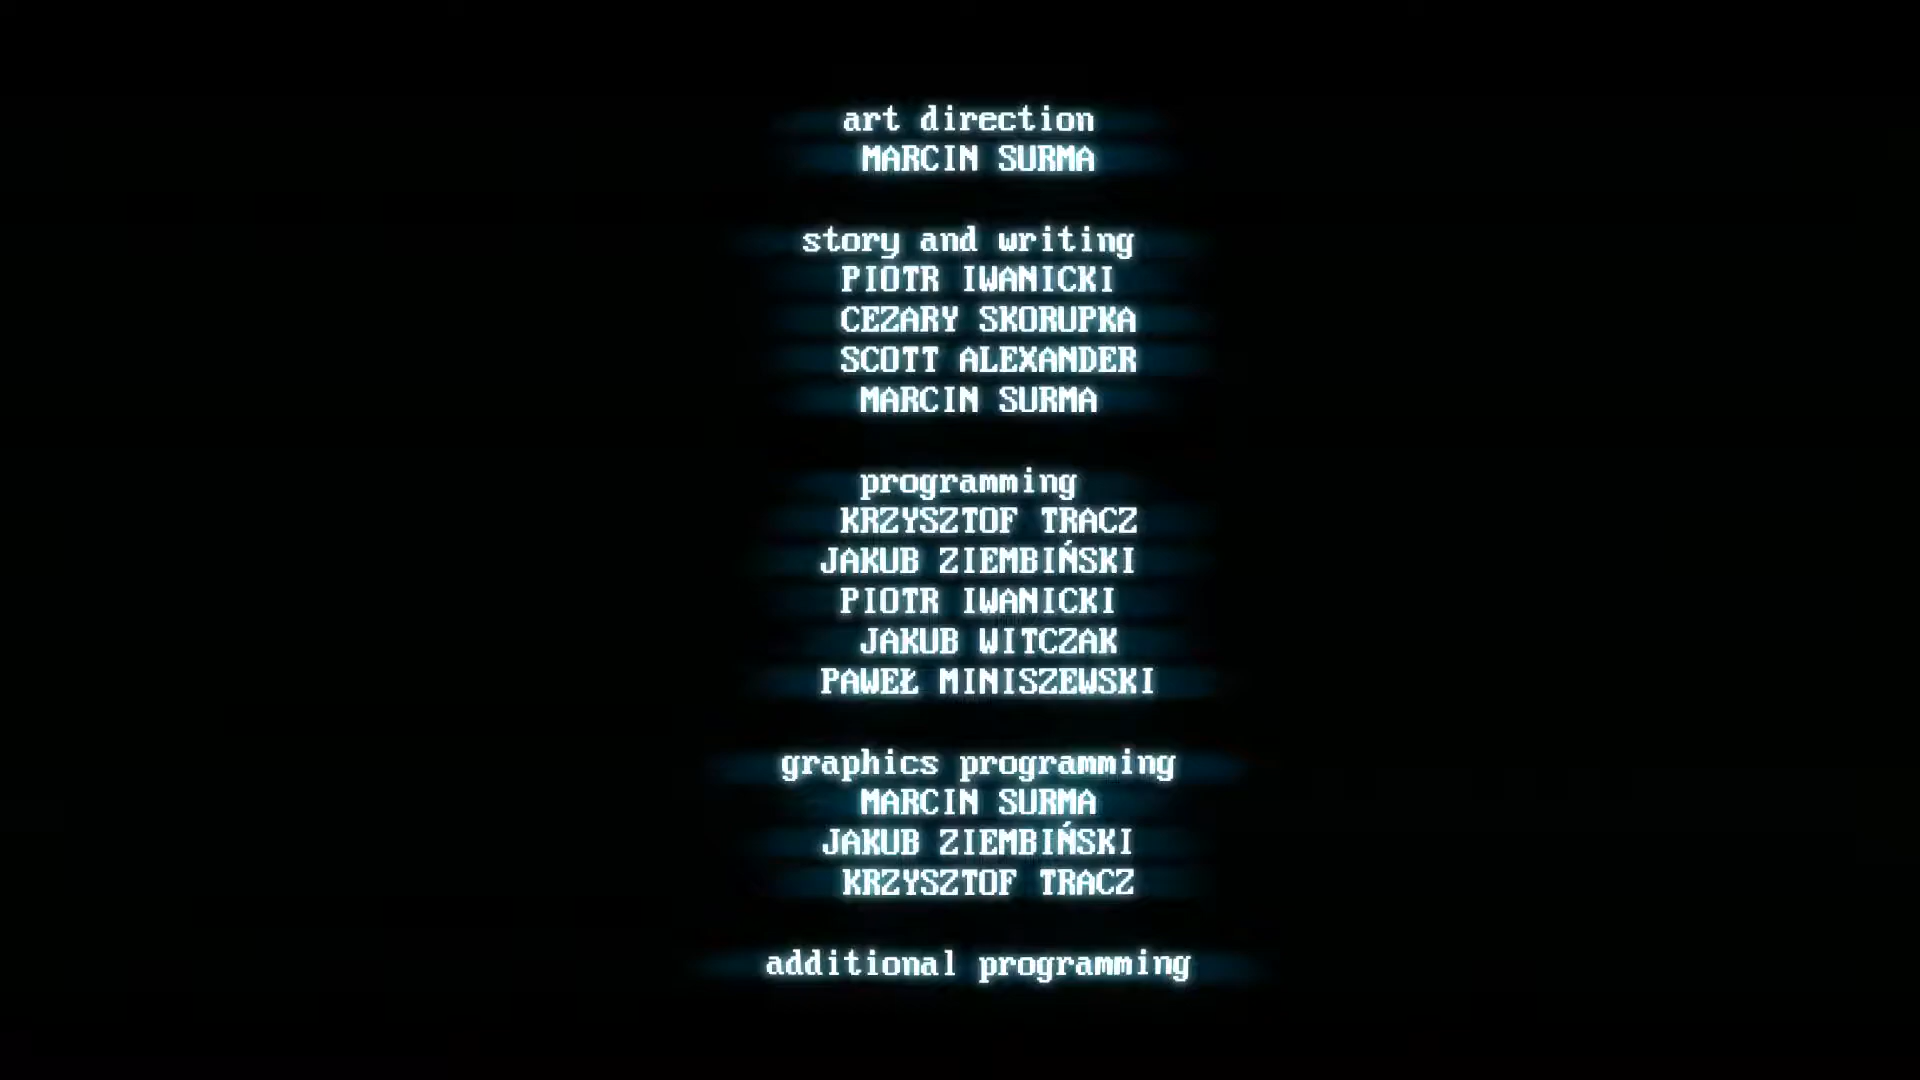 art direction
MARCIN SURMA
story and writing
PIOTR IWANICKI
CEZARY SKORUPKA
SCOTT ALEXANDER
MARCIN SURMA
programming
KRZYSZTOF TRACZ
JAKUB ZIEMBIŃSKI
PIOTR IWANICKI
JAKUB WITCZAK
PAWEŁ MINISZEWSKI
graphics programming
MARCIN SURMA
JAKUB ZIEMBIŃSKI
KRZYSZTOF TRACZ
additional programming